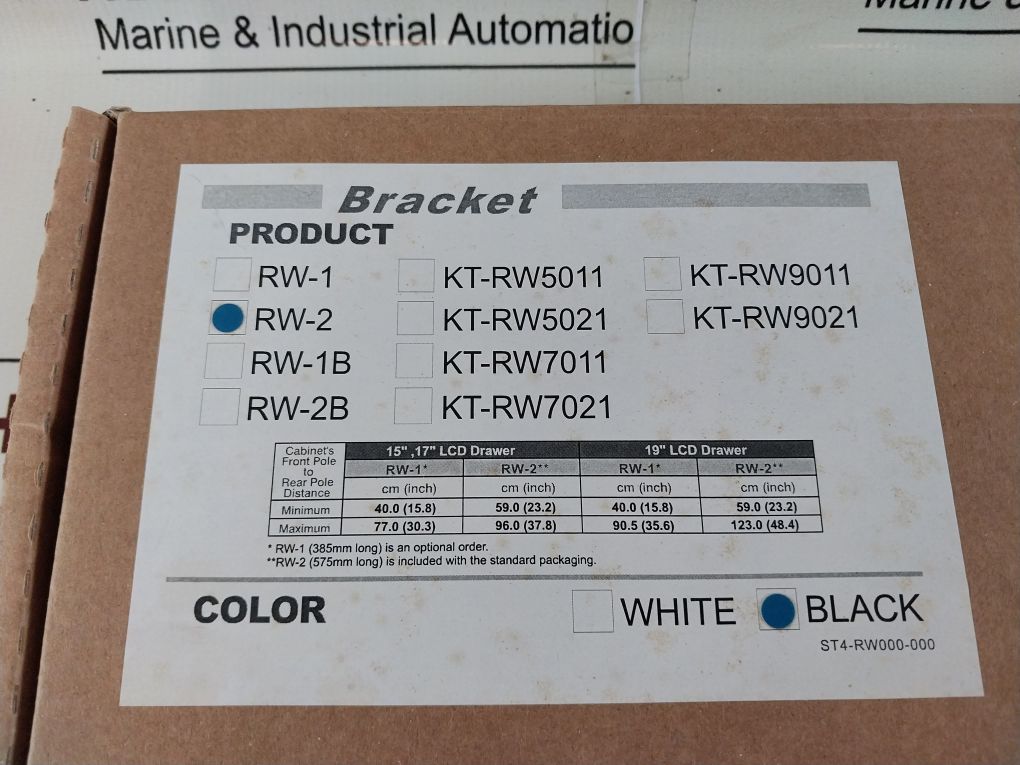 Marine & Industrial Automatio
Marine
Bracket
PRODUCT
RW-1 KT-RW5011 KT-RW9011
RW-2 KT-RW5021 KT-RW9021
RW-1B KT-RW7011
RW-2B KT-RW7021
Cabinet's Front Pole to Rear Pole Distance 15" ,17" LCD Drawer 19" LCD Drawer
RW-1* RW-2** RW-1* RW-2**
cm (inch) cm (inch) cm (inch) cm (inch)
Minimum 40.0 (15.8) 59.0 (23.2) 40.0 (15.8) 59.0 (23.2)
Maximum 77.0 (30.3) 96.0 (37.8) 90.5 (35.6) 123.0 (48.4)
* RW-1 (385mm long) is an optional order.
**RW-2 (575mm long) is included with the standard packaging.
COLOR WHITE BLACK
ST4-RW000-000